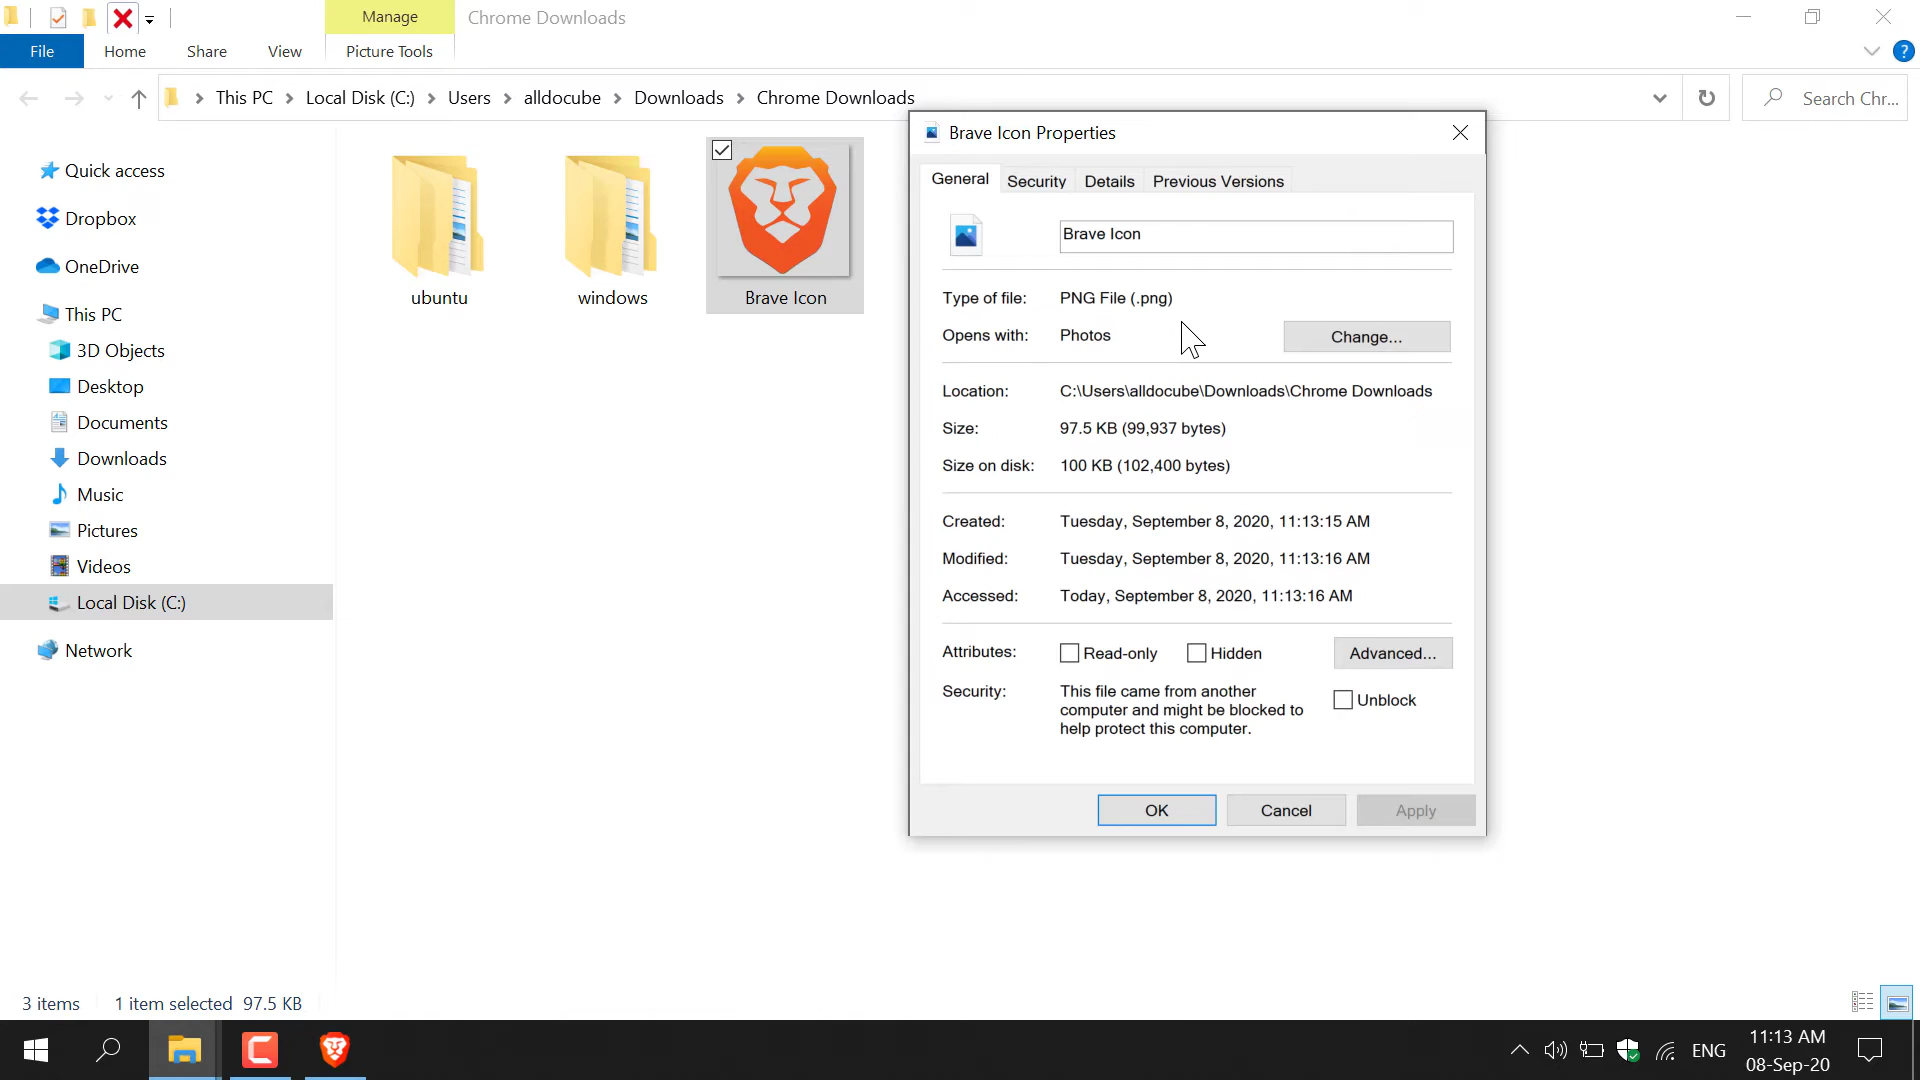 Manage
Chrome Downloads
File
Home
Share
View
Picture Tools
This PC
Local Disk (C:)
Users
alldocube
Downloads
Chrome Downloads
Search Chr...
Quick access
Dropbox
OneDrive
This PC
3D Objects
Desktop
Documents
Downloads
Music
Pictures
Videos
Local Disk (C:)
Network
ubuntu
windows
Brave Icon
Brave Icon Properties
General
Security
Details
Previous Versions
Brave Icon
Type of file: PNG File (.png)
Opens with: Photos
Change...
Location: C:\Users\alldocube\Downloads\Chrome Downloads
Size: 97.5 KB (99,937 bytes)
Size on disk: 100 KB (102,400 bytes)
Created: Tuesday, September 8, 2020, 11:13:15 AM
Modified: Tuesday, September 8, 2020, 11:13:16 AM
Accessed: Today, September 8, 2020, 11:13:16 AM
Attributes: Read-only Hidden Advanced...
Security: This file came from another
computer and might be blocked to
help protect this computer.
Unblock
OK
Cancel
Apply
3 items
1 item selected 97.5 KB
ENG
11:13 AM
08-Sep-20